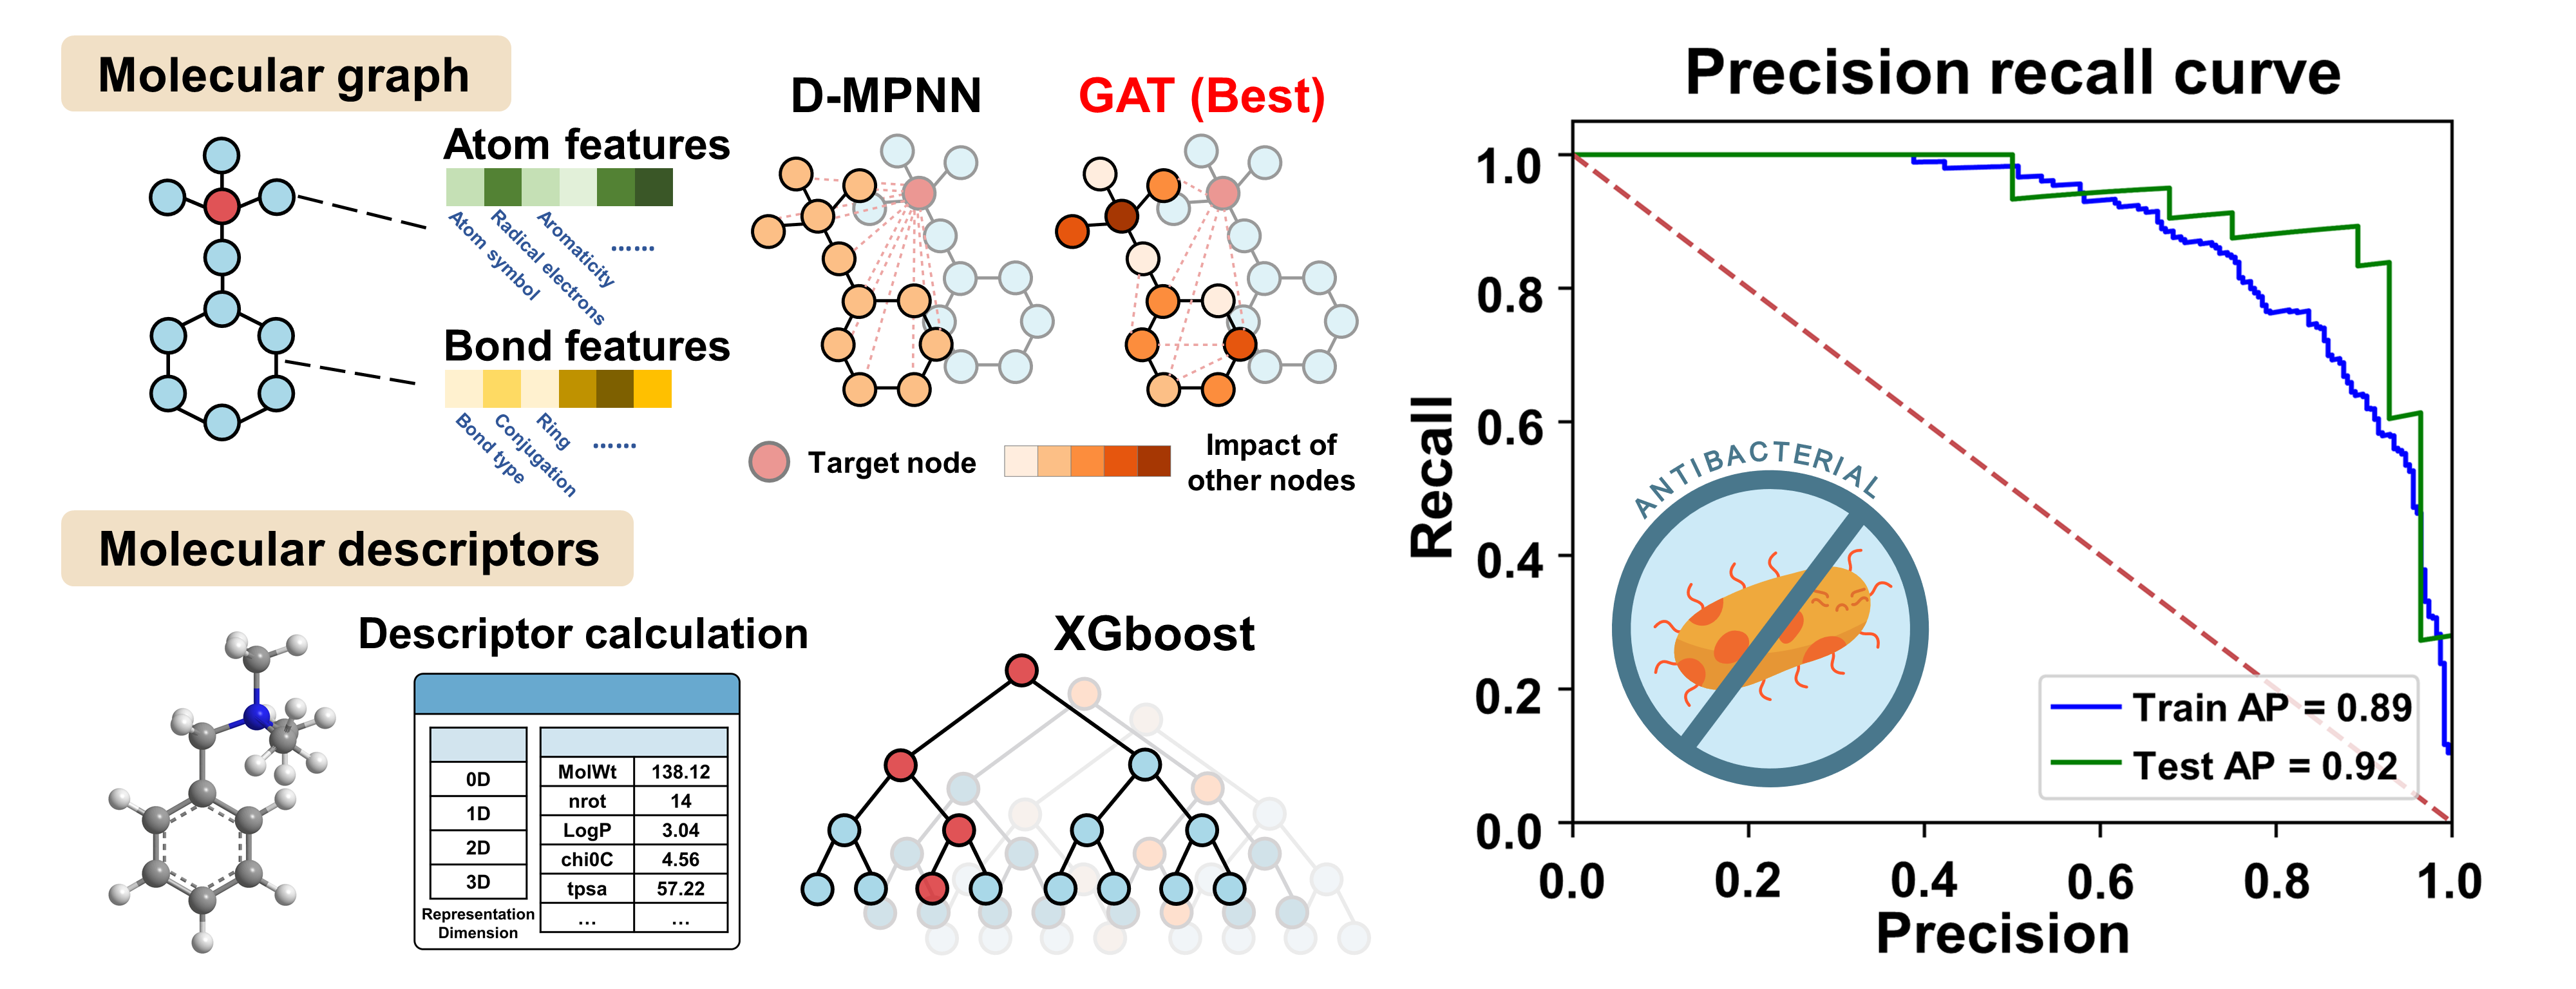 Molecular graph
Atom features
Atom symbol
Radical electrons
Aromaticity
......
Bond features
Bond type
Conjugation
Ring
......
D-MPNN
GAT (Best)
Target node
Impact of
other nodes
Molecular descriptors
Descriptor calculation
0D
1D
2D
3D
Representation
Dimension
MolWt 138.12
nrot 14
LogP 3.04
chi0C 4.56
tpsa 57.22
... ...
XGboost
Precision recall curve
Recall
1.0
0.8
0.6
0.4
0.2
0.0
ANTIBACTERIAL
Train AP = 0.89
Test AP = 0.92
0.0 0.2 0.4 0.6 0.8 1.0
Precision